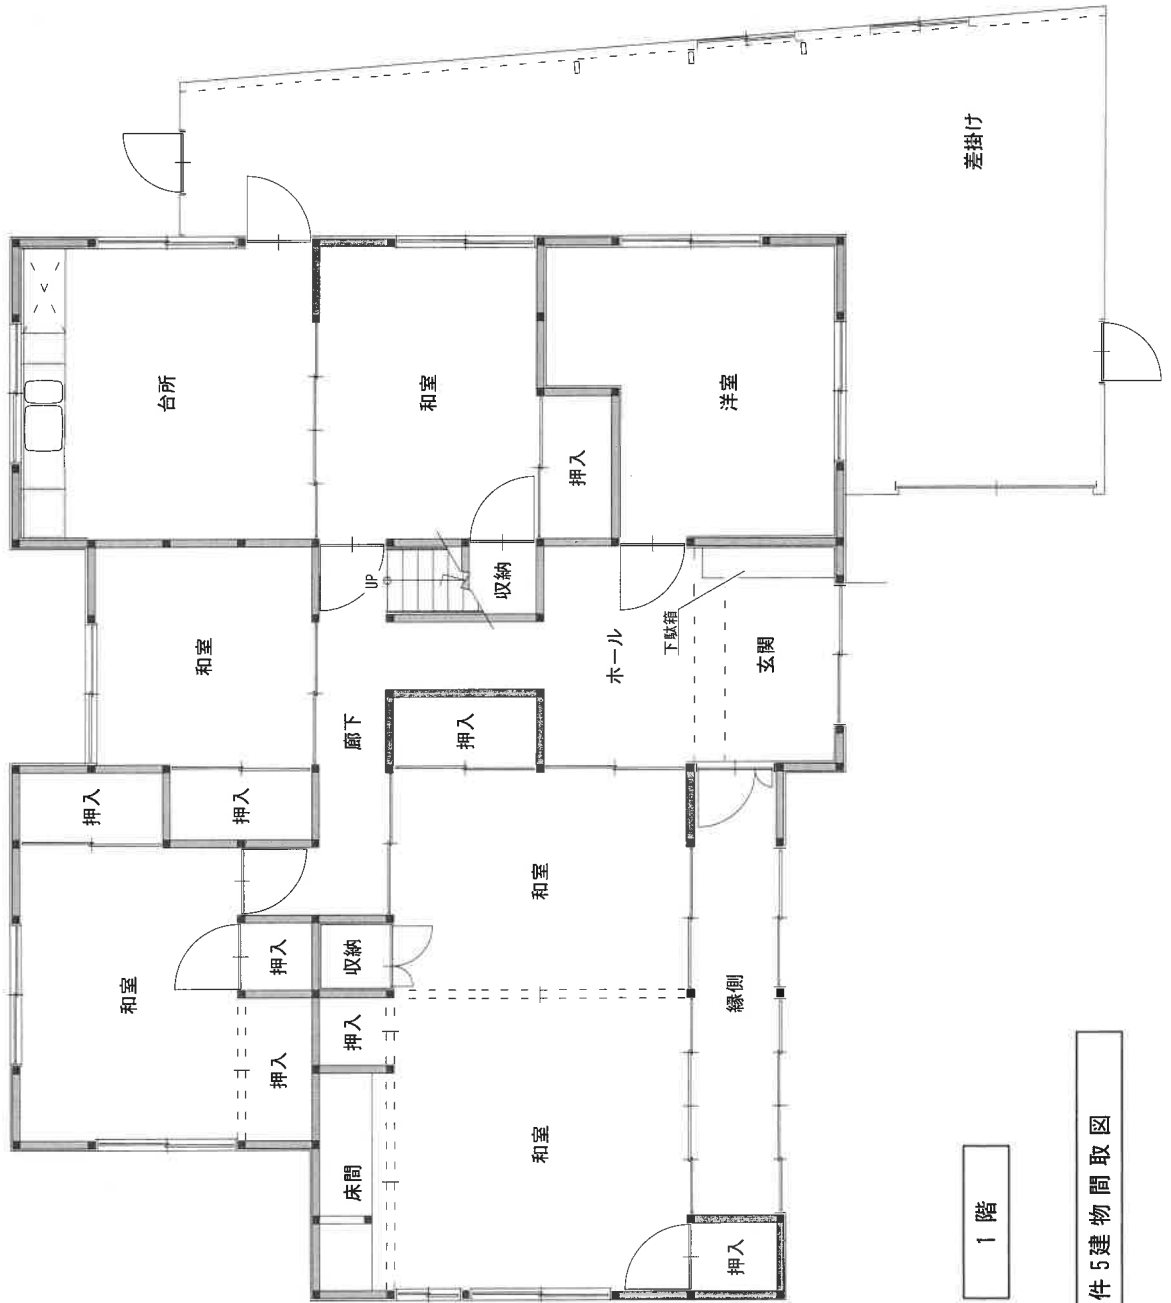 差掛け
台所
和室
洋室
押入
UP
収納
下駄箱
和室
ホール
玄関
廊下
押入
押入
押入
和室
和室
押入
収納
縁側
押入
押入
床間
和室
押入
1階
件5建物間取図